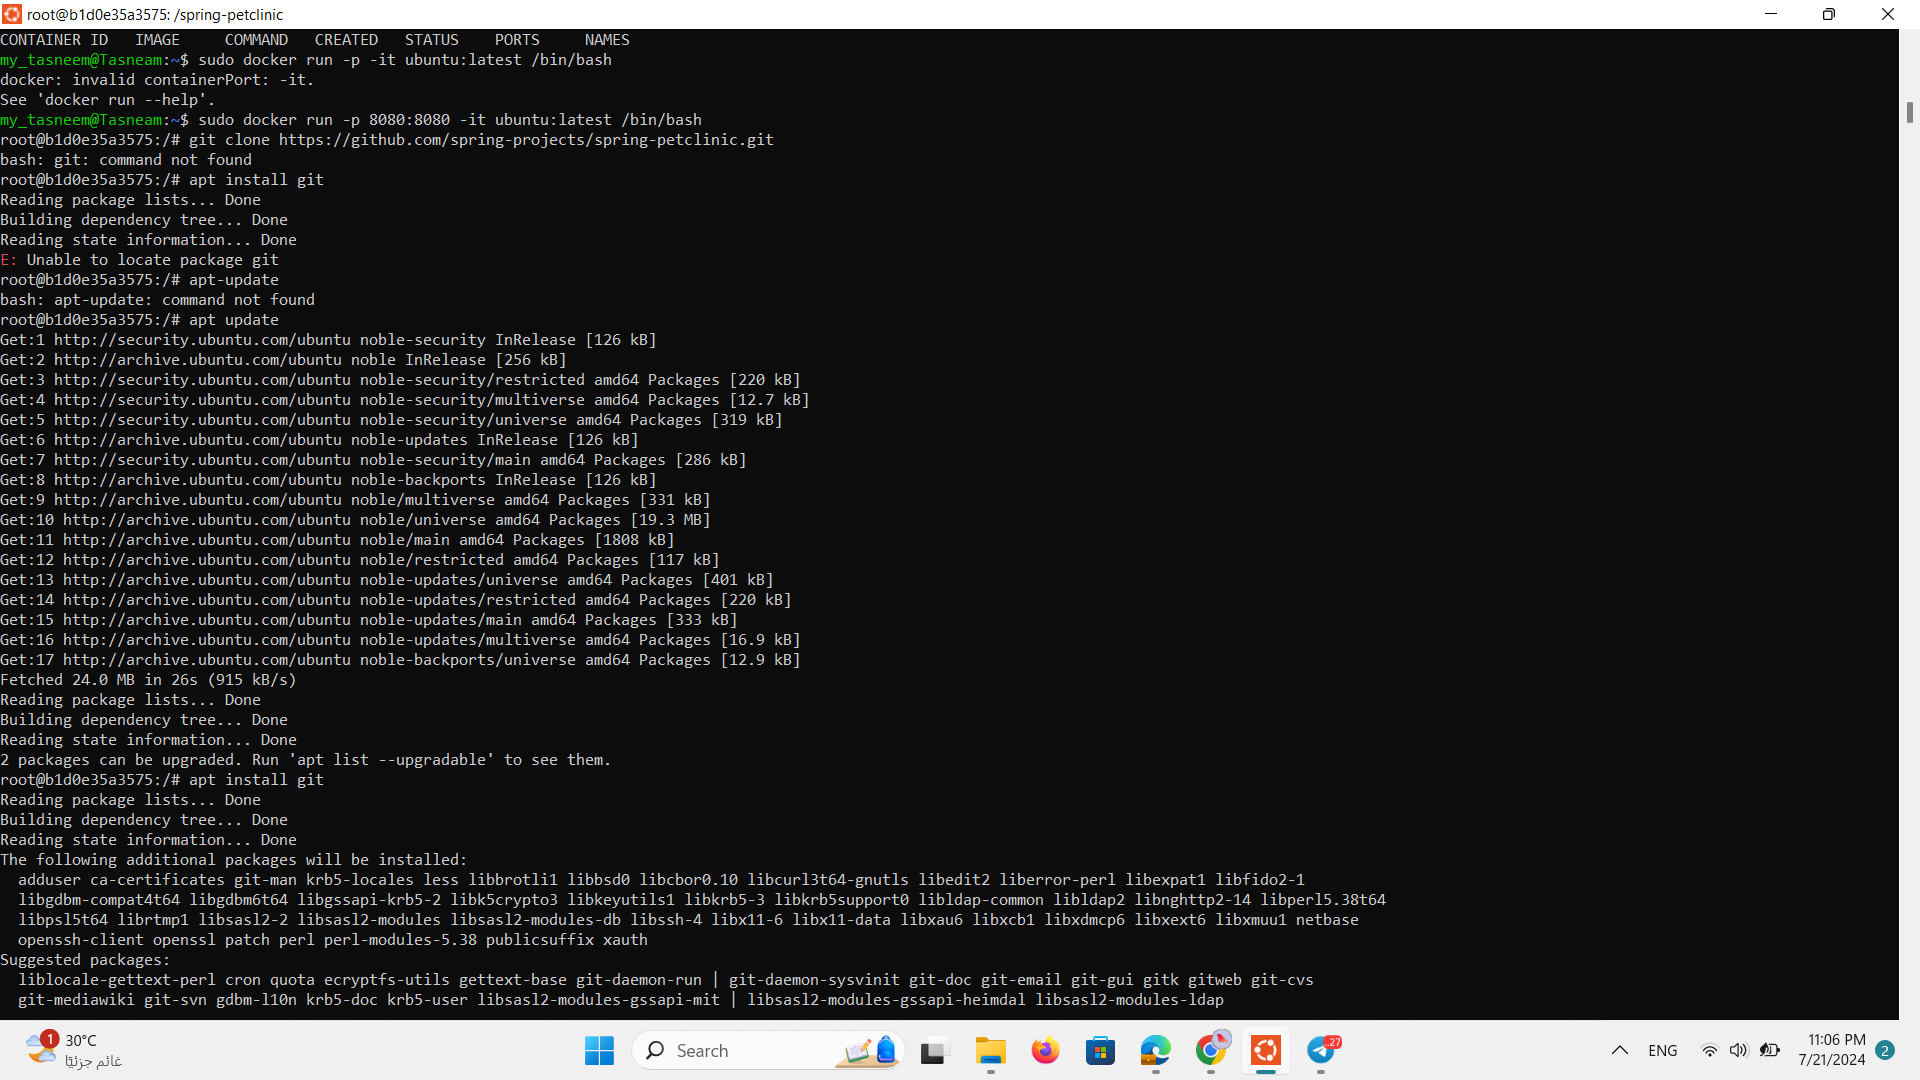 root@b1d0e35a3575: /spring-petclinic
CONTAINER ID   IMAGE     COMMAND   CREATED   STATUS    PORTS     NAMES
my_tasneem@Tasneam:~$ sudo docker run -p -it ubuntu:latest /bin/bash
docker: invalid containerPort: -it.
See 'docker run --help'.
my_tasneem@Tasneam:~$ sudo docker run -p 8080:8080 -it ubuntu:latest /bin/bash
root@b1d0e35a3575:/# git clone https://github.com/spring-projects/spring-petclinic.git
bash: git: command not found
root@b1d0e35a3575:/# apt install git
Reading package lists... Done
Building dependency tree... Done
Reading state information... Done
E: Unable to locate package git
root@b1d0e35a3575:/# apt-update
bash: apt-update: command not found
root@b1d0e35a3575:/# apt update
Get:1 http://security.ubuntu.com/ubuntu noble-security InRelease [126 kB]
Get:2 http://archive.ubuntu.com/ubuntu noble InRelease [256 kB]
Get:3 http://security.ubuntu.com/ubuntu noble-security/restricted amd64 Packages [220 kB]
Get:4 http://security.ubuntu.com/ubuntu noble-security/multiverse amd64 Packages [12.7 kB]
Get:5 http://security.ubuntu.com/ubuntu noble-security/universe amd64 Packages [319 kB]
Get:6 http://archive.ubuntu.com/ubuntu noble-updates InRelease [126 kB]
Get:7 http://security.ubuntu.com/ubuntu noble-security/main amd64 Packages [286 kB]
Get:8 http://archive.ubuntu.com/ubuntu noble-backports InRelease [126 kB]
Get:9 http://archive.ubuntu.com/ubuntu noble/multiverse amd64 Packages [331 kB]
Get:10 http://archive.ubuntu.com/ubuntu noble/universe amd64 Packages [19.3 MB]
Get:11 http://archive.ubuntu.com/ubuntu noble/main amd64 Packages [1808 kB]
Get:12 http://archive.ubuntu.com/ubuntu noble/restricted amd64 Packages [117 kB]
Get:13 http://archive.ubuntu.com/ubuntu noble-updates/universe amd64 Packages [401 kB]
Get:14 http://archive.ubuntu.com/ubuntu noble-updates/restricted amd64 Packages [220 kB]
Get:15 http://archive.ubuntu.com/ubuntu noble-updates/main amd64 Packages [333 kB]
Get:16 http://archive.ubuntu.com/ubuntu noble-updates/multiverse amd64 Packages [16.9 kB]
Get:17 http://archive.ubuntu.com/ubuntu noble-backports/universe amd64 Packages [12.9 kB]
Fetched 24.0 MB in 26s (915 kB/s)
Reading package lists... Done
Building dependency tree... Done
Reading state information... Done
2 packages can be upgraded. Run 'apt list --upgradable' to see them.
root@b1d0e35a3575:/# apt install git
Reading package lists... Done
Building dependency tree... Done
Reading state information... Done
The following additional packages will be installed:
  adduser ca-certificates git-man krb5-locales less libbrotli1 libbsd0 libcbor0.10 libcurl3t64-gnutls libedit2 liberror-perl libexpat1 libfido2-1
  libgdbm-compat4t64 libgdbm6t64 libgssapi-krb5-2 libk5crypto3 libkeyutils1 libkrb5-3 libkrb5support0 libldap-common libldap2 libnghttp2-14 libperl5.38t64
  libpsl5t64 librtmp1 libsasl2-2 libsasl2-modules libsasl2-modules-db libssh-4 libx11-6 libx11-data libxau6 libxcb1 libxdmcp6 libxext6 libxmuu1 netbase
  openssh-client openssl patch perl perl-modules-5.38 publicsuffix xauth
Suggested packages:
  liblocale-gettext-perl cron quota ecryptfs-utils gettext-base git-daemon-run | git-daemon-sysvinit git-doc git-email git-gui gitk gitweb git-cvs
  git-mediawiki git-svn gdbm-l10n krb5-doc krb5-user libsasl2-modules-gssapi-mit | libsasl2-modules-gssapi-heimdal libsasl2-modules-ldap
1
30°C
غائم جزئيًا
Search
27
ENG
11:06 PM
7/21/2024
2